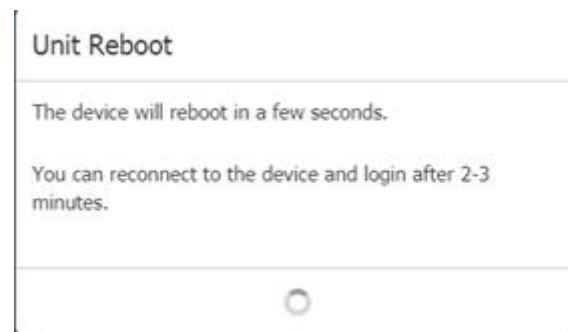 Unit Reboot
The device will reboot in a few seconds.
You can reconnect to the device and login after 2-3
minutes.